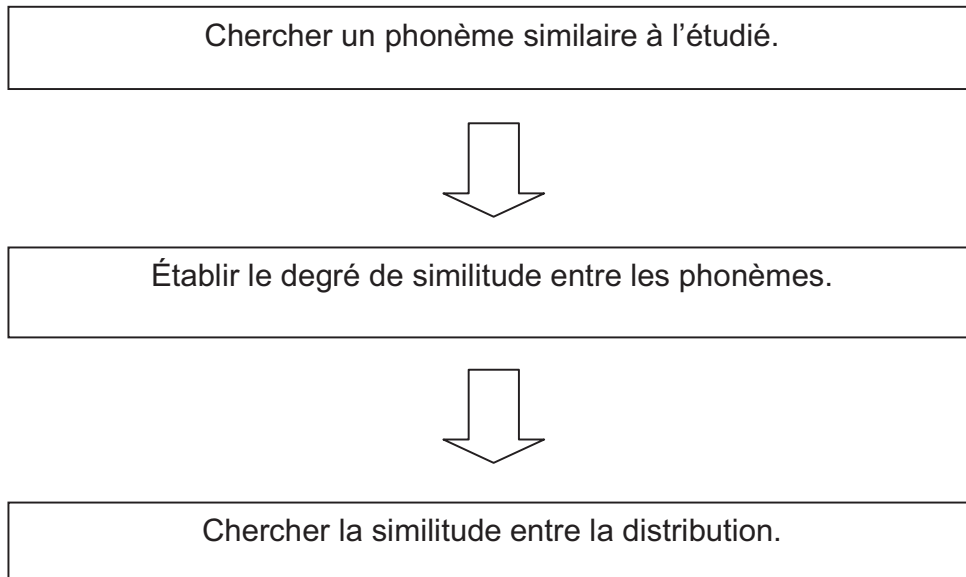 Chercher un phonème similaire à l’étudié.
Établir le degré de similitude entre les phonèmes.
Chercher la similitude entre la distribution.